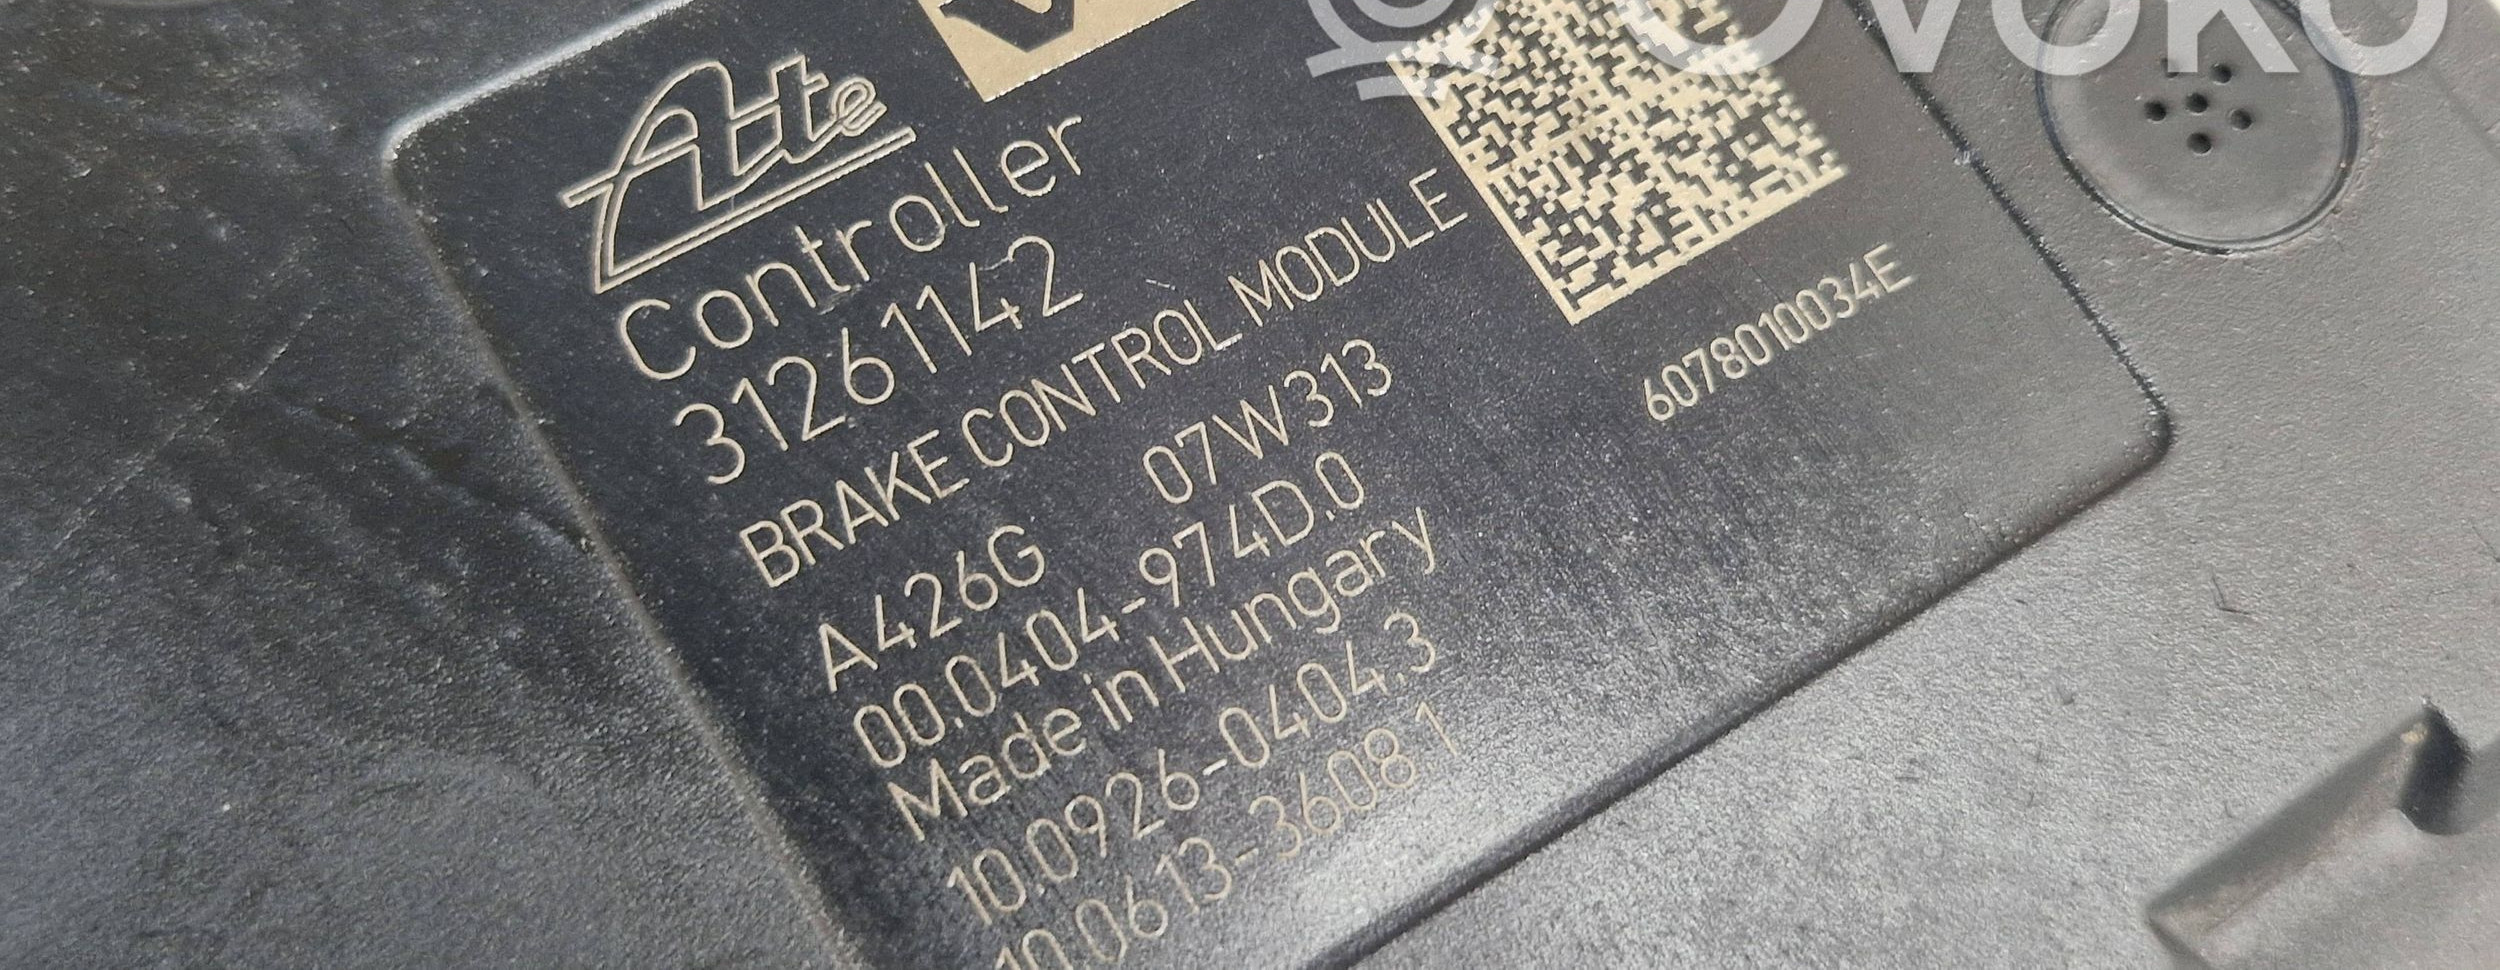 OVOKO
Ate
Controller
31261142
BRAKE CONTROL MODULE
A426G 07W313
00.0404-974D.0
Made in Hungary
10.0926-0404.3
10.0613-3608.1
6078010034E